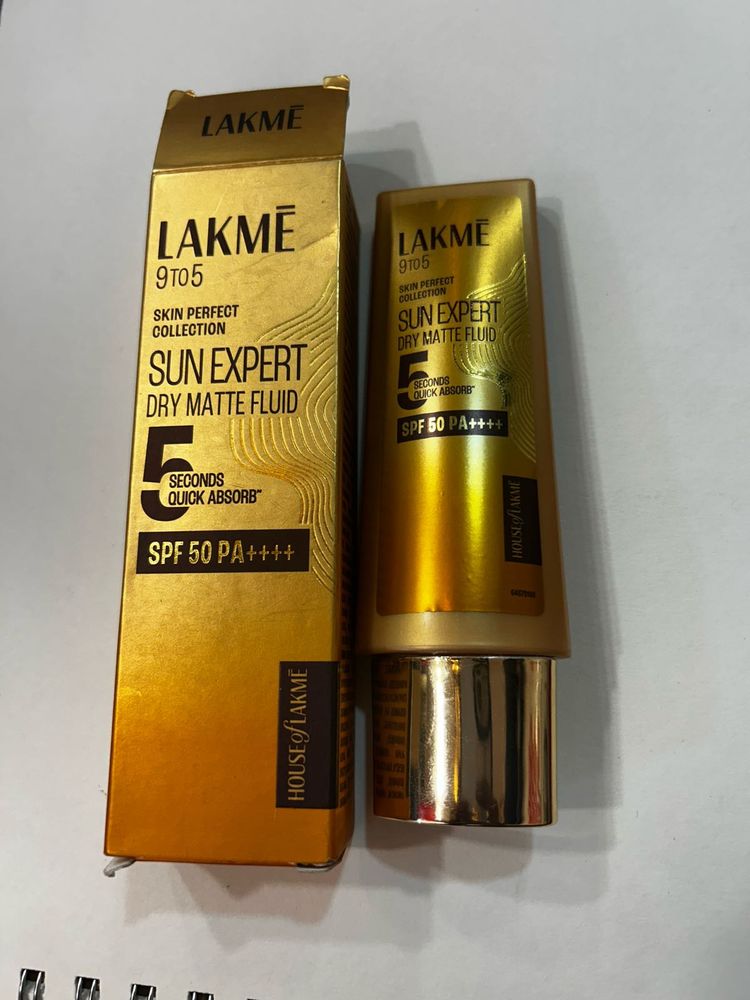 LAKMĒ
LAKMĒ
9TO5
SKIN PERFECT
COLLECTION
SUN EXPERT
DRY MATTE FLUID
5 SECONDS
QUICK ABSORB™
SPF 50 PA++++
HOUSE of LAKMĒ
LAKMĒ
9TO5
SKIN PERFECT
COLLECTION
SUN EXPERT
DRY MATTE FLUID
5 SECONDS
QUICK ABSORB™
SPF 50 PA++++
HOUSE of LAKMĒ